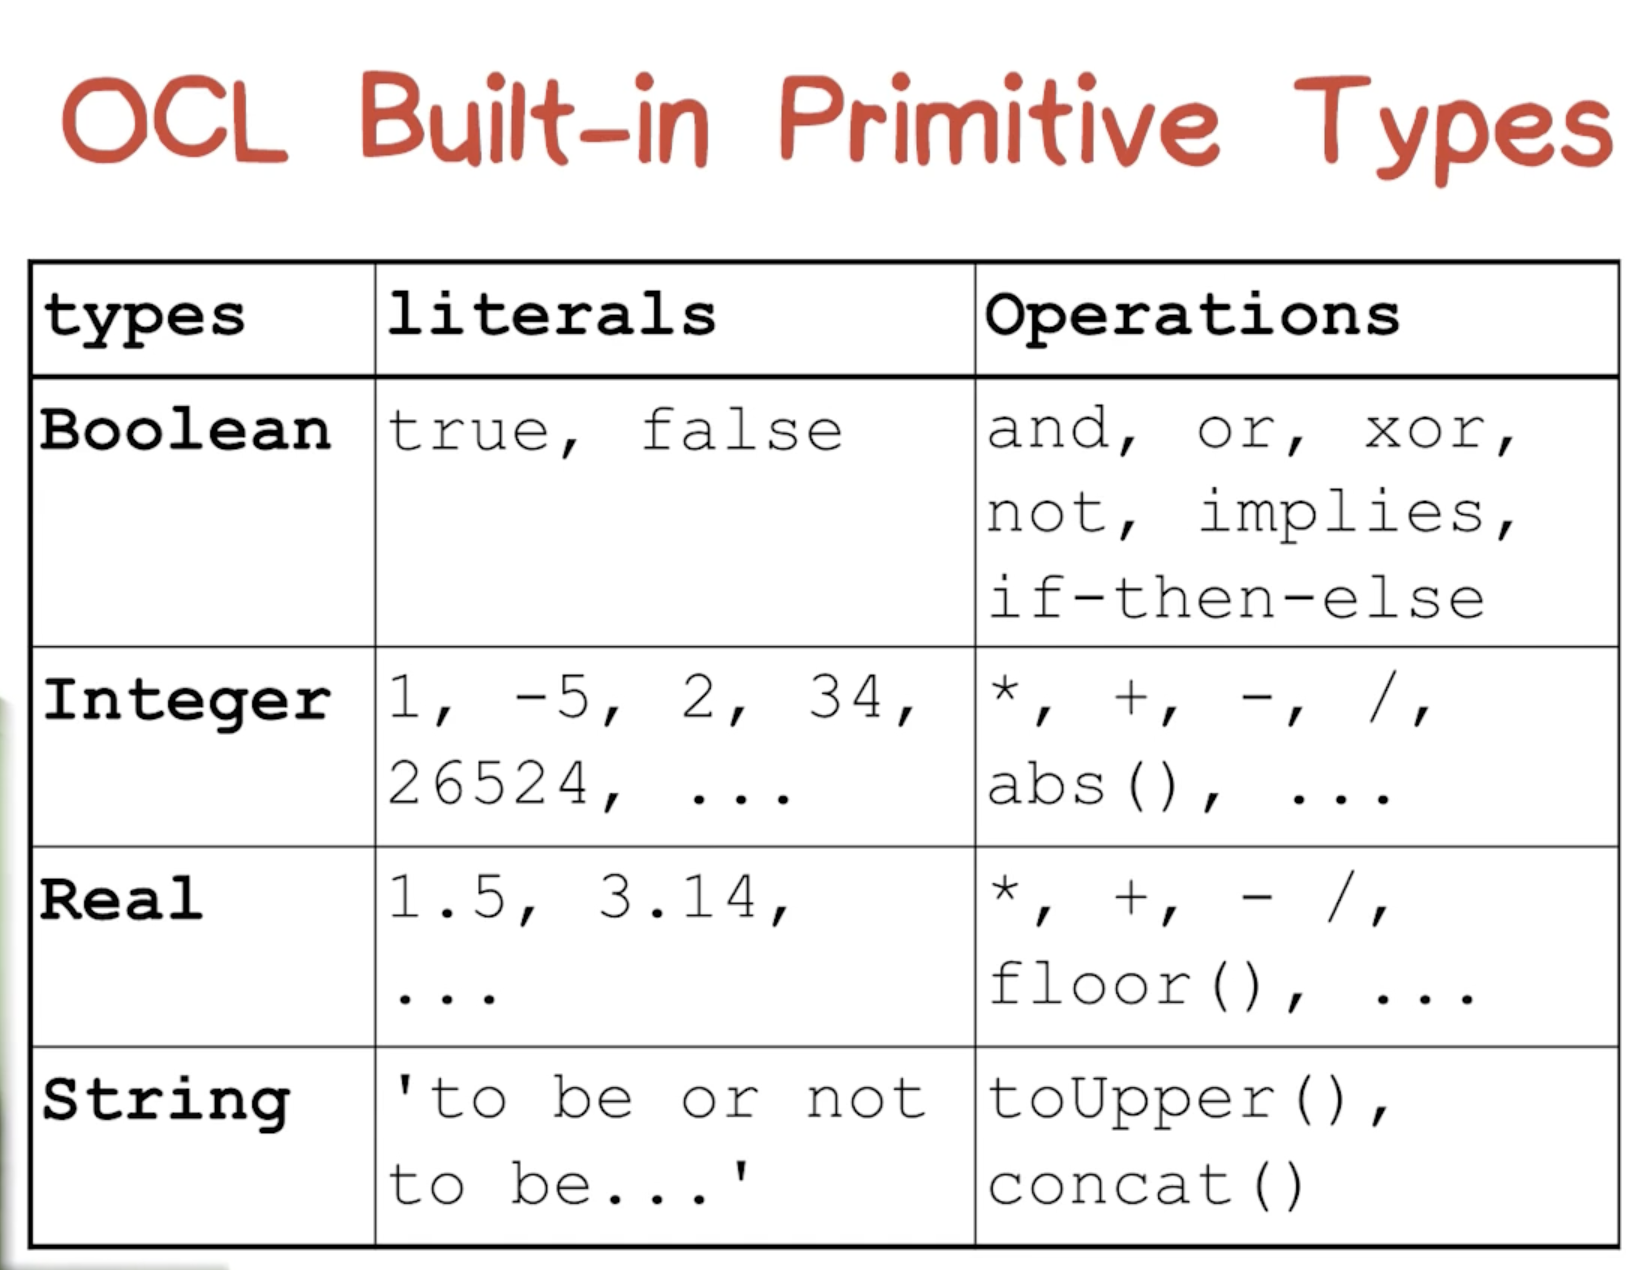 OCL Built-in Primitive Types
types literals Operations
Boolean true, false and, or, xor,
not, implies,
if-then-else
Integer 1, -5, 2, 34, *, +, -, /,
26524, ... abs(), ...
Real 1.5, 3.14, *, +, - /,
... floor(), ...
String 'to be or not toUpper(),
to be...' concat()